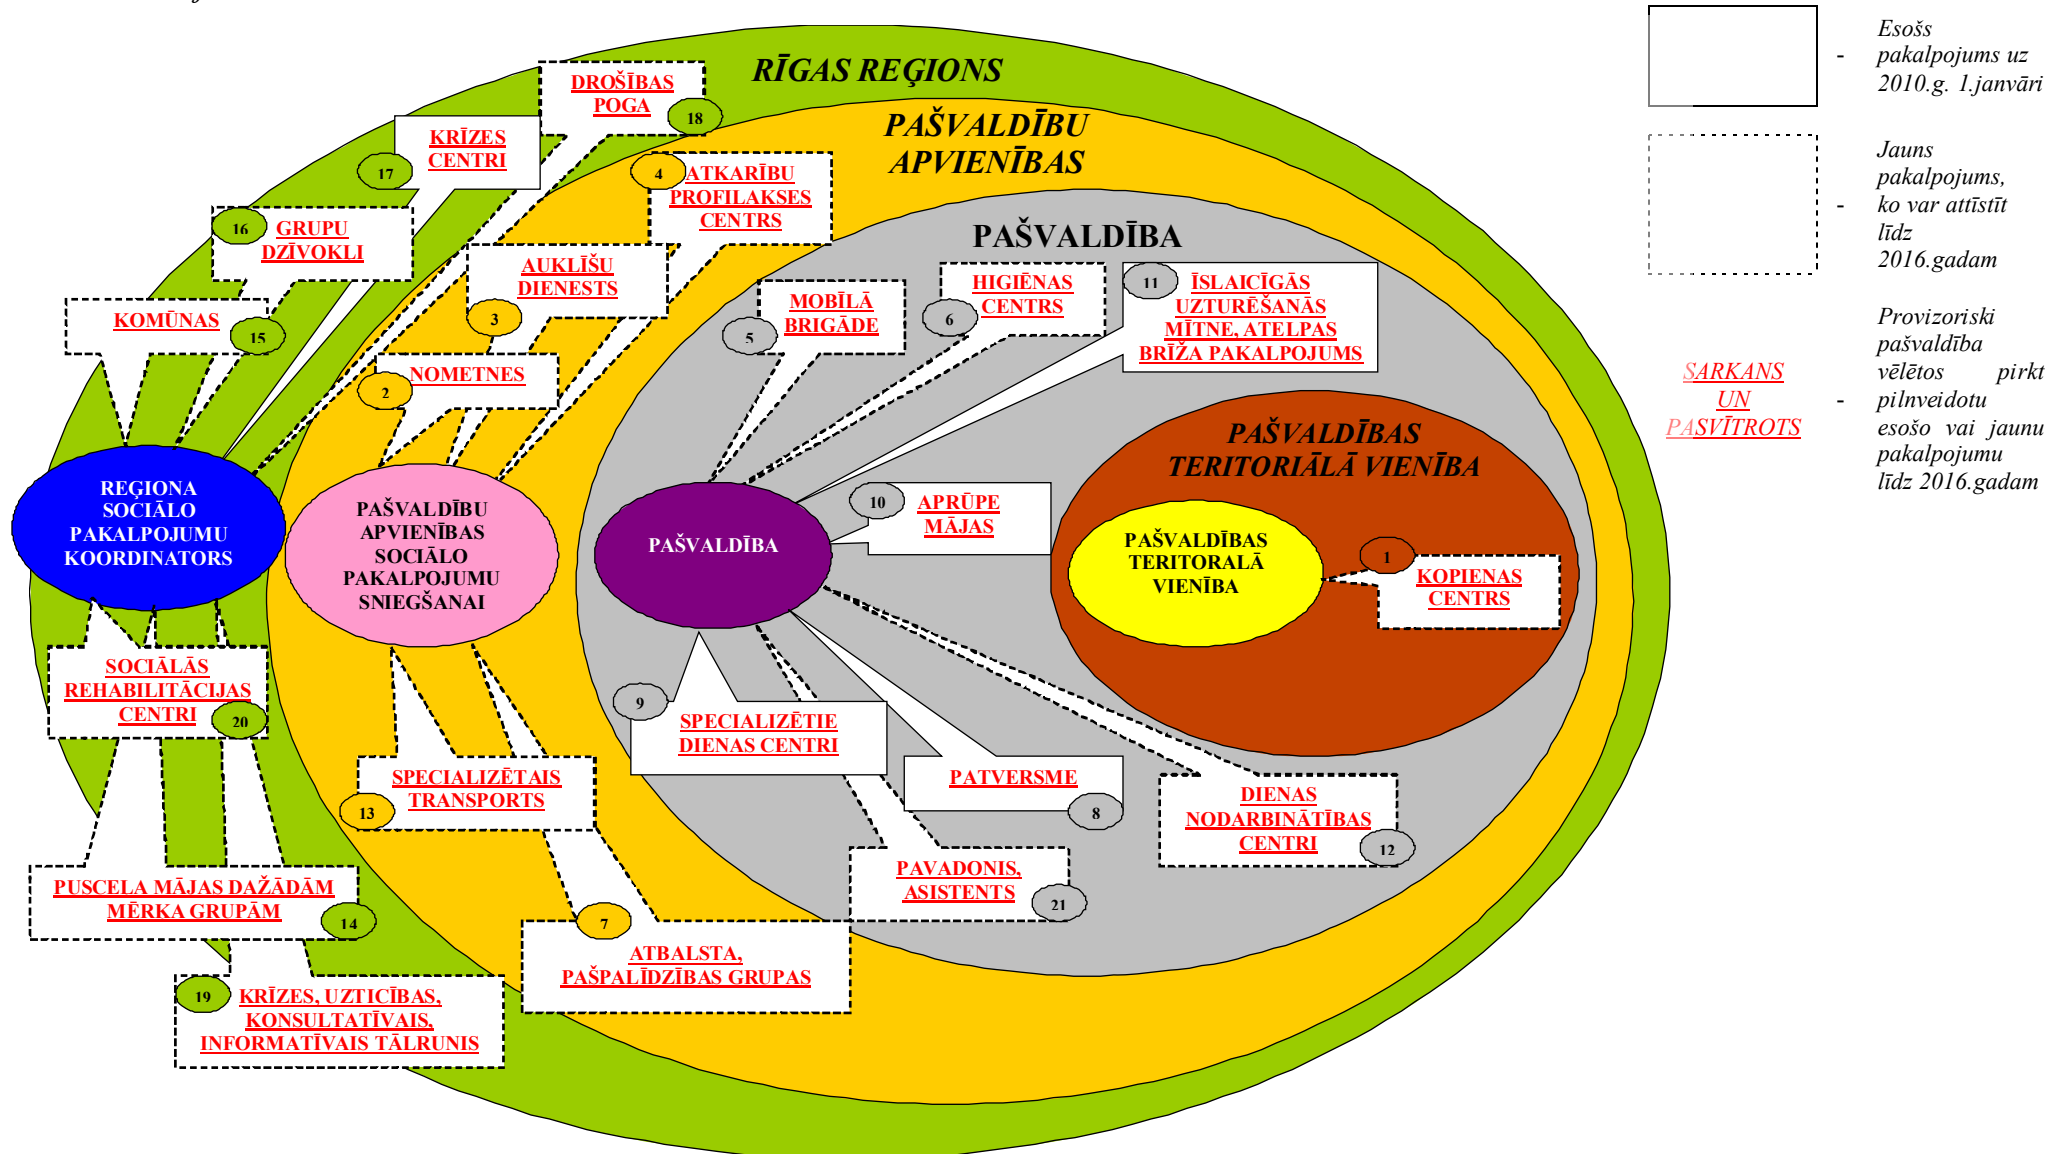 RĪGAS REĢIONS
PAŠVALDĪBU
APVIENĪBAS
PAŠVALDĪBA
PAŠVALDĪBAS
TERITORIĀLĀ VIENĪBA
DROŠĪBAS
POGA
18
KRĪZES
CENTRI
17
4
ATKARĪBU
PROFILAKSES
CENTRS
16
GRUPU
DZĪVOKLI
AUKLĪŠU
DIENESTS
3
KOMŪNAS
15
NOMETNES
2
MOBĪLĀ
BRIGĀDE
5
HIGIĒNAS
CENTRS
6
11
ĪSLAICĪGĀS
UZTURĒŠANĀS
MĪTNE, ATELPAS
BRĪŽA PAKALPOJUMS
REĢIONA
SOCIĀLO
PAKALPOJUMU
KOORDINATORS
PAŠVALDĪBU
APVIENĪBAS
SOCIĀLO
PAKALPOJUMU
SNIEGŠANAI
PAŠVALDĪBA
10
APRŪPE
MĀJAS
PAŠVALDĪBAS
TERITORALĀ
VIENĪBA
1
KOPIENAS
CENTRS
SOCIĀLĀS
REHABILITĀCIJAS
CENTRI
20
9
SPECIALIZĒTIE
DIENAS CENTRI
SPECIALIZĒTAIS
TRANSPORTS
13
PATVERSME
8
DIENAS
NODARBINĀTĪBAS
CENTRI
12
PUSCELA MĀJAS DAŽĀDĀM
MĒRKA GRUPĀM
14
PAVADONIS,
ASISTENTS
21
7
ATBALSTA,
PAŠPALĪDZĪBAS GRUPAS
19
KRĪZES, UZTICĪBAS,
KONSULTATĪVAIS,
INFORMATĪVAIS TĀLRUNIS
- Esošs
pakalpojums uz
2010.g. 1.janvāri
- Jauns
pakalpojums,
ko var attīstīt
līdz
2016.gadam
SARKANS
UN
PASVĪTROTS
- Provizoriski
pašvaldība
vēlētos pirkt
pilnveidotu
esošo vai jaunu
pakalpojumu
līdz 2016.gadam